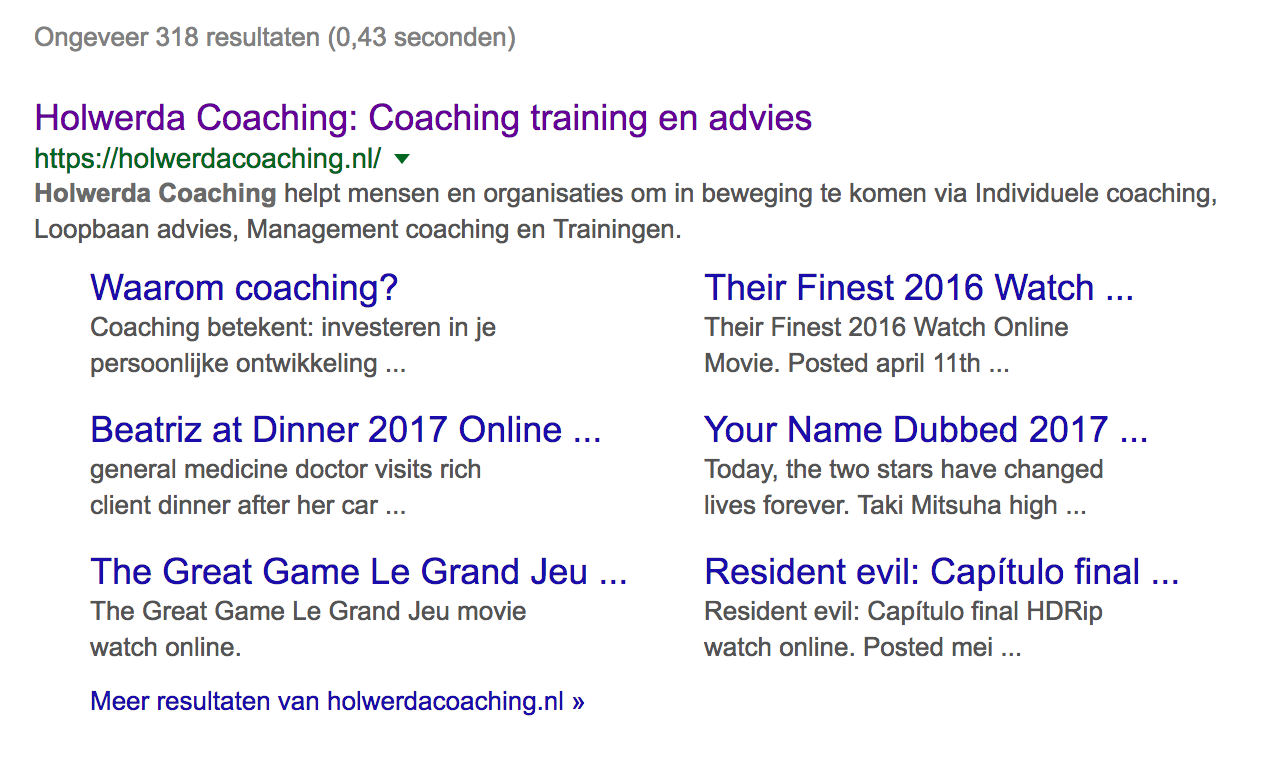 Ongeveer 318 resultaten (0,43 seconden)
Holwerda Coaching: Coaching training en advies
https://holwerdacoaching.nl/
Holwerda Coaching helpt mensen en organisaties om in beweging te komen via Individuele coaching,
Loopbaan advies, Management coaching en Trainingen.
Waarom coaching?
Coaching betekent: investeren in je
persoonlijke ontwikkeling ...
Their Finest 2016 Watch ...
Their Finest 2016 Watch Online
Movie. Posted april 11th ...
Beatriz at Dinner 2017 Online ...
general medicine doctor visits rich
client dinner after her car ...
Your Name Dubbed 2017 ...
Today, the two stars have changed
lives forever. Taki Mitsuha high ...
The Great Game Le Grand Jeu ...
The Great Game Le Grand Jeu movie
watch online.
Resident evil: Capítulo final ...
Resident evil: Capítulo final HDRip
watch online. Posted mei ...
Meer resultaten van holwerdacoaching.nl »